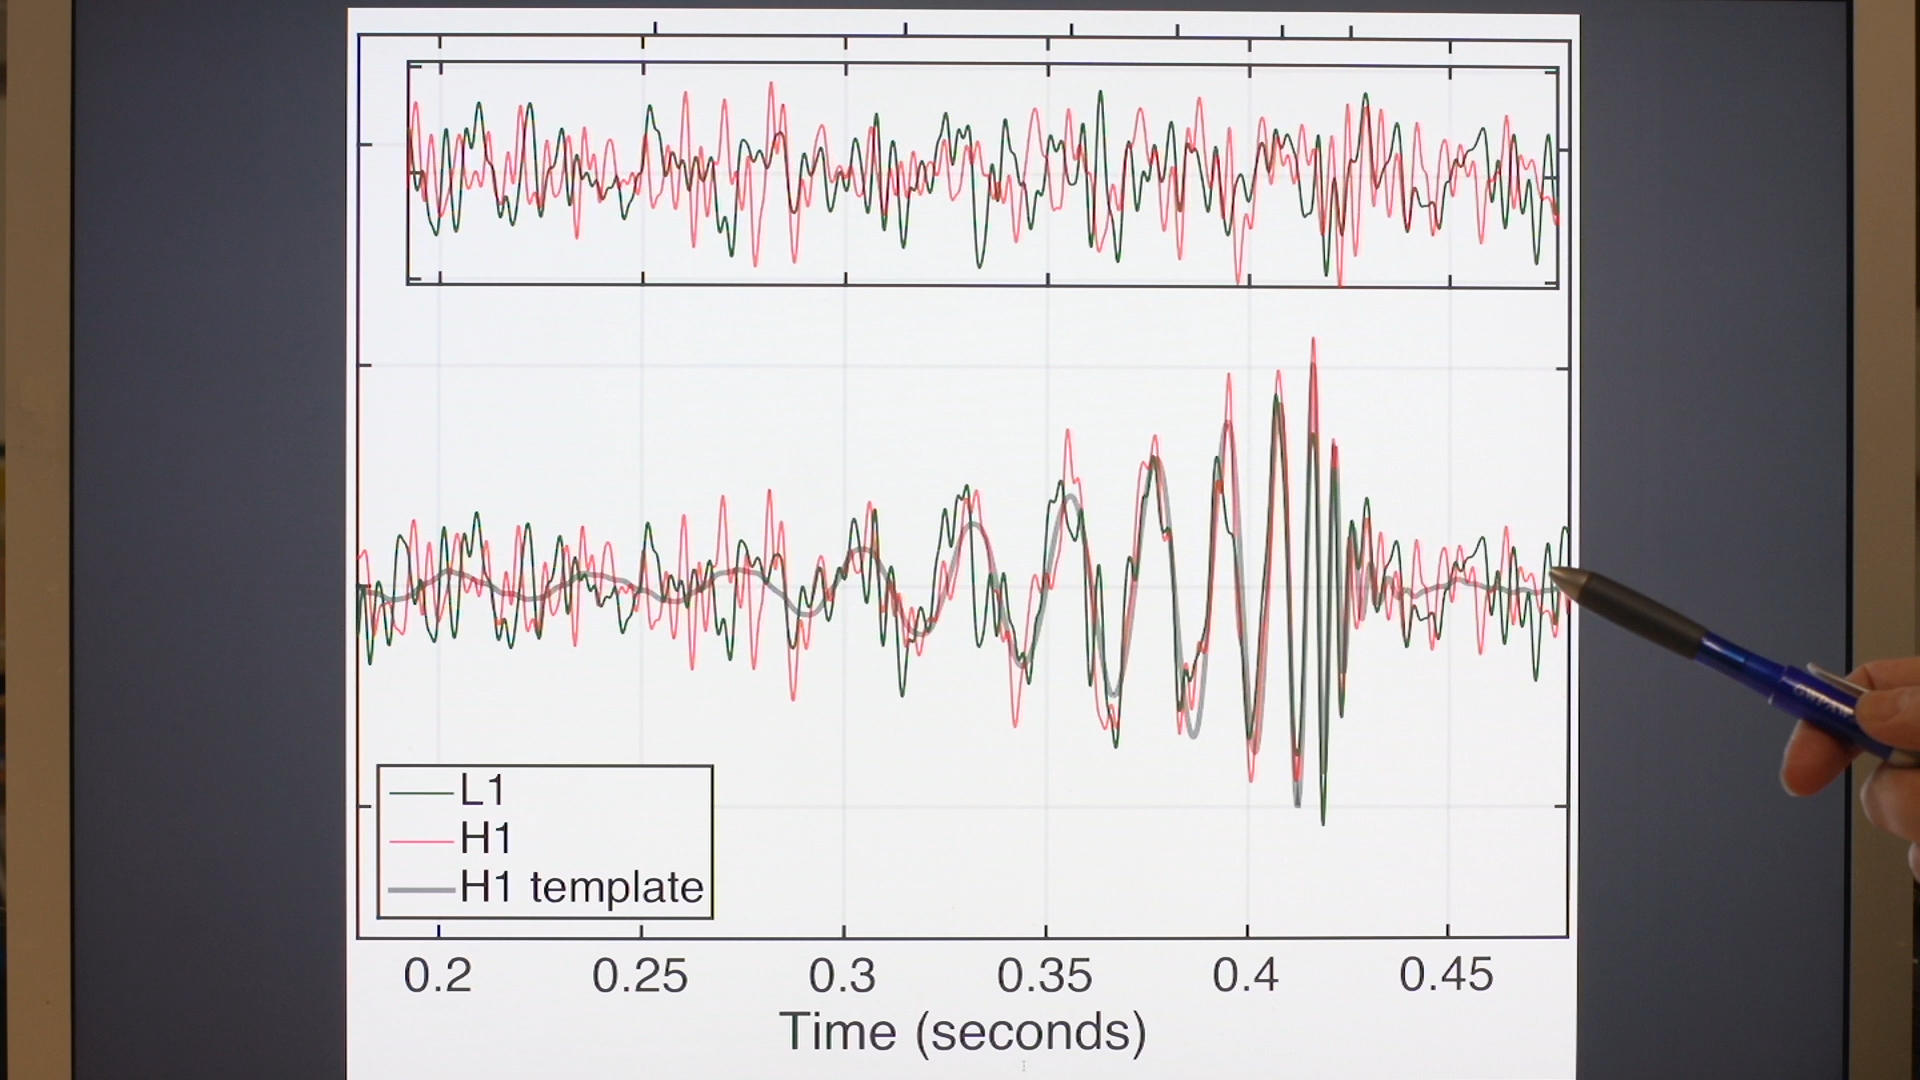 L1
H1
H1 template
0.2 0.25 0.3 0.35 0.4 0.45
Time (seconds)